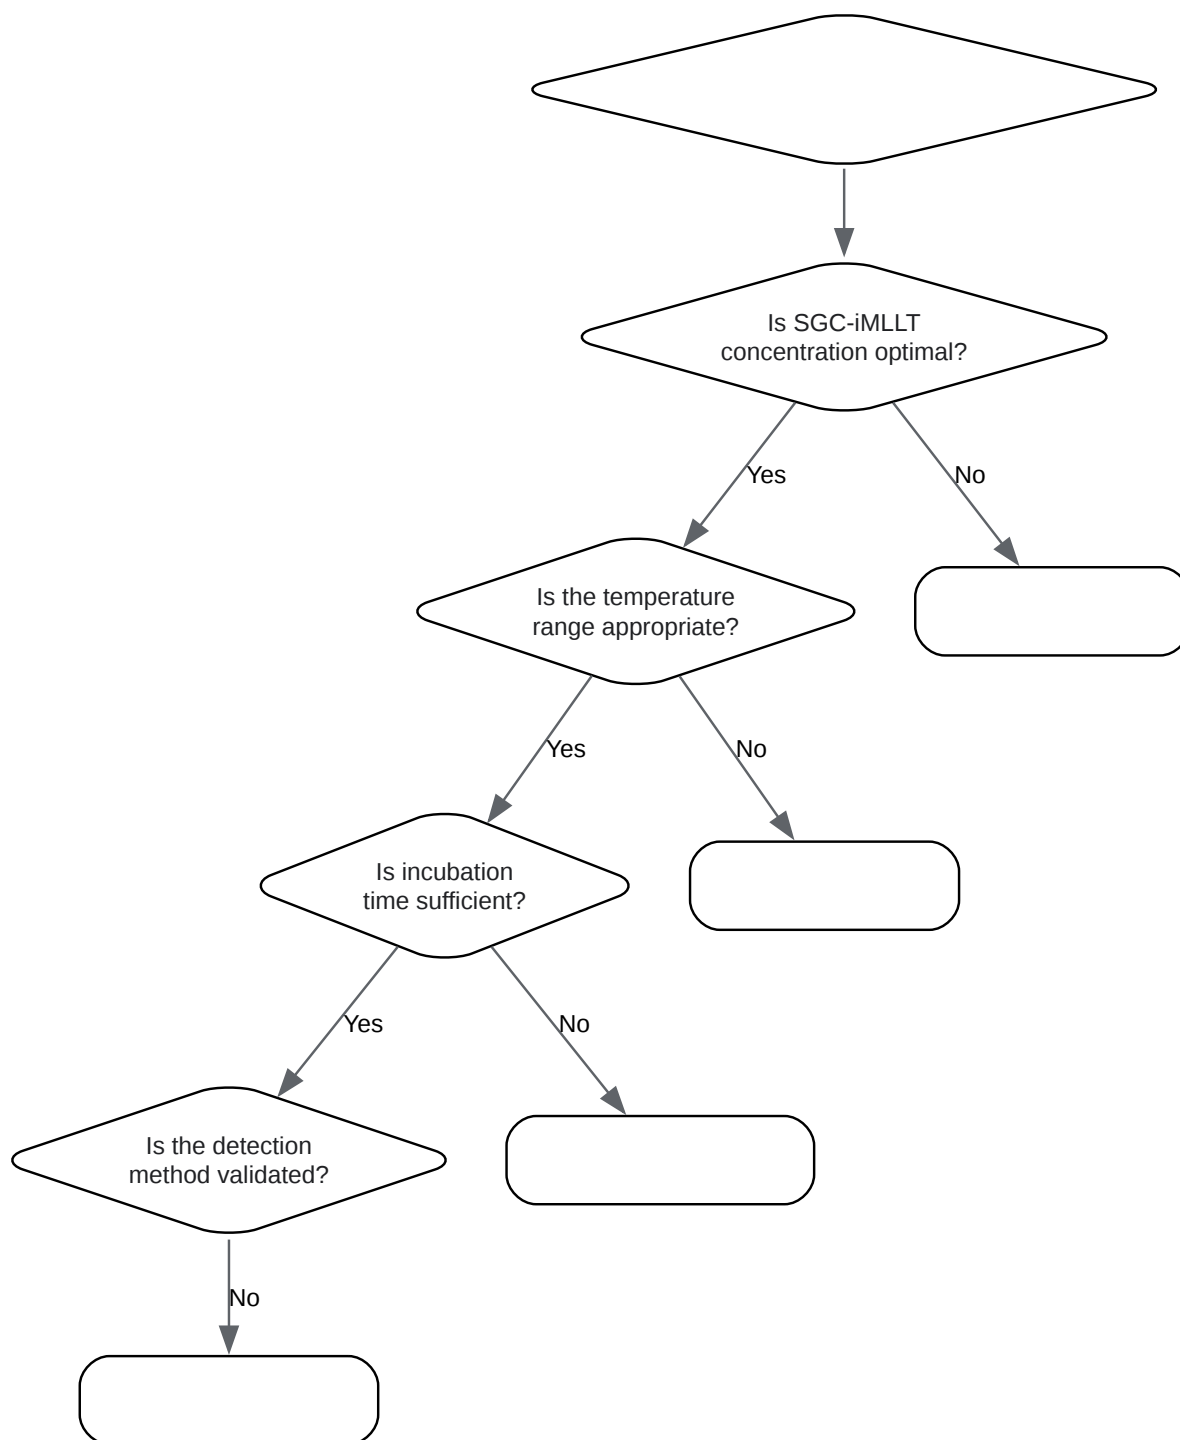 Is SGC-iMLLT
concentration optimal?
Yes
No
Is the temperature
range appropriate?
Yes
No
Is incubation
time sufficient?
Yes
No
Is the detection
method validated?
No